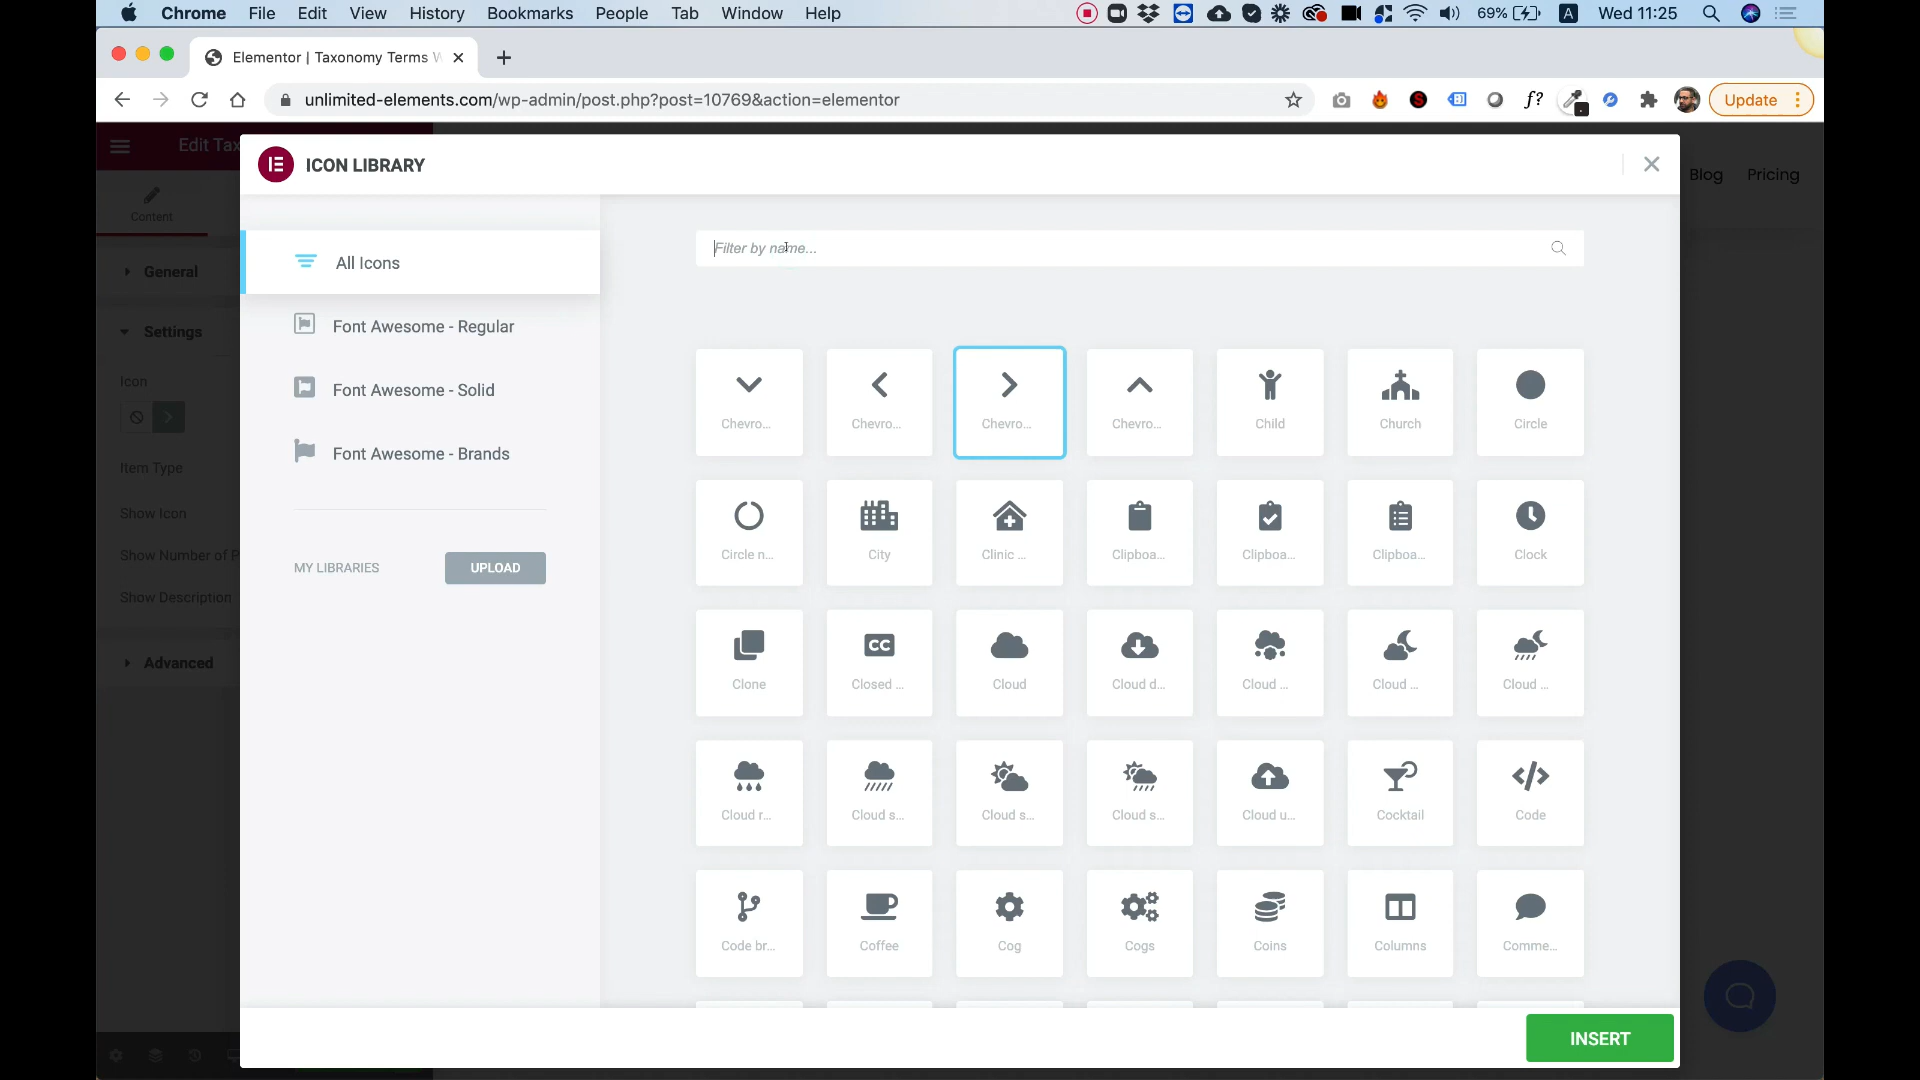 Chrome File Edit View History Bookmarks People Tab Window Help 69% A Wed 11:25
Elementor | Taxonomy Terms W
unlimited-elements.com/wp-admin/post.php?post=10769&action=elementor f? Update
Edit Tax
ICON LIBRARY
Blog Pricing
Content
General
Settings
Icon
Item Type
Show Icon
Show Number of P
Show Description
Advanced
All Icons
Font Awesome - Regular
Font Awesome - Solid
Font Awesome - Brands
MY LIBRARIES UPLOAD
Filter by name...
Chevro... Chevro... Chevro... Chevro... Child Church Circle
Circle n... City Clinic ... Clipboa... Clipboa... Clipboa... Clock
CC
Clone Closed ... Cloud Cloud d... Cloud ... Cloud ... Cloud ...
Cloud r... Cloud s... Cloud s... Cloud s... Cloud u... Cocktail Code
Code br... Coffee Cog Cogs Coins Columns Comme...
INSERT